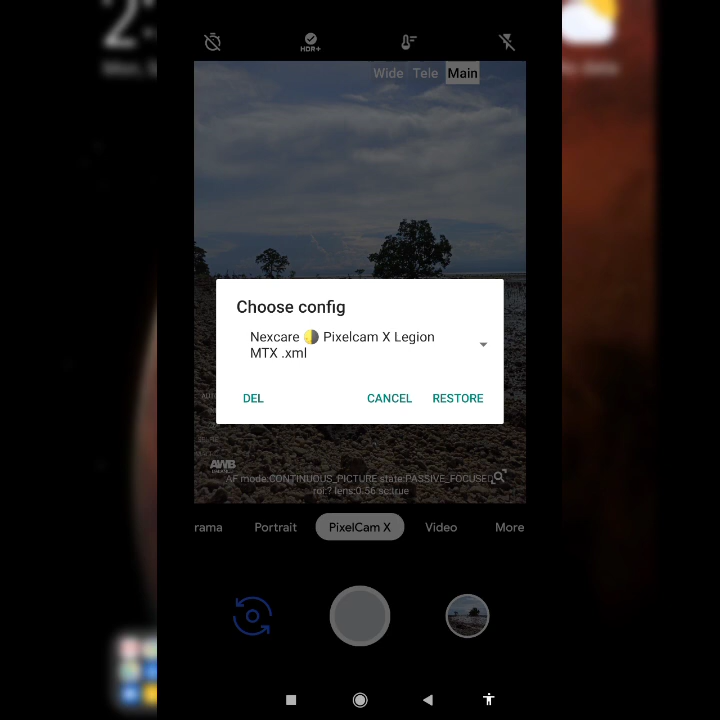 HDR+
Wide Tele Main
Choose config
Nexcare 🌗 Pixelcam X Legion
MTX .xml
DEL CANCEL RESTORE
AWB
AF mode:CONTINUOUS_PICTURE state:PASSIVE_FOCUSED
roi:? lens:0.56 sc:true
rama Portrait PixelCam X Video More